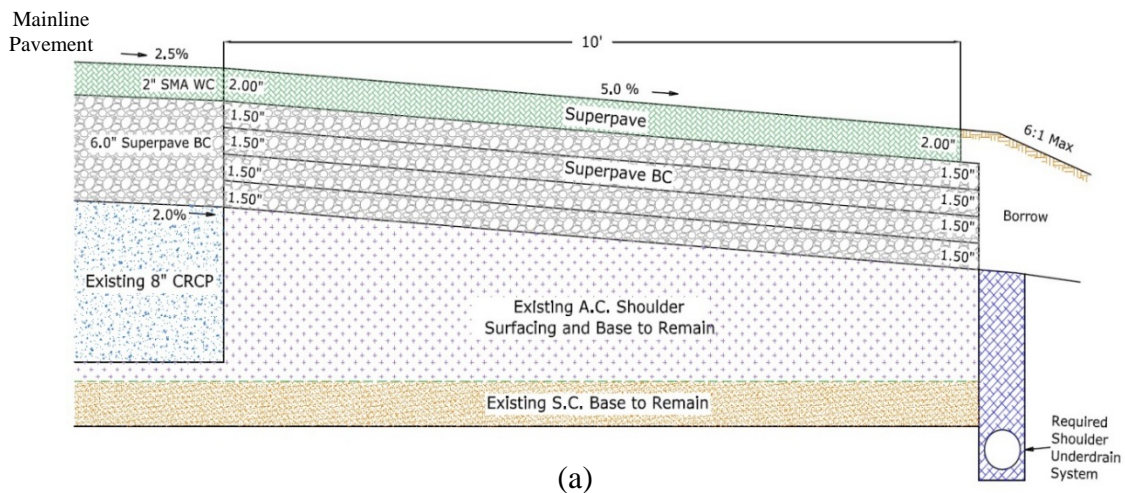 Mainline
Pavement
10'
2.5%
5.0 %
2" SMA WC
2.00"
Superpave
2.00"
6:1 Max
6.0" Superpave BC
1.50"
1.50"
1.50"
1.50"
Superpave BC
1.50"
1.50"
1.50"
1.50"
Borrow
2.0%
Existing 8" CRCP
Existing A.C. Shoulder
Surfacing and Base to Remain
Existing S.C. Base to Remain
Required
Shoulder
Underdrain
System
(a)